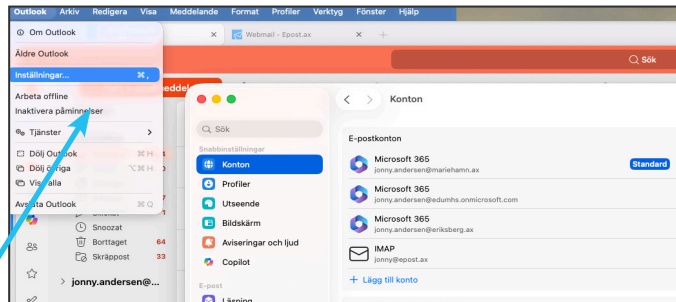 Outlook Arkiv Redigera Visa Meddelande Format Profiler Verktyg Fönster Hjälp
Om Outlook
Webmail – Epost.ax
Äldre Outlook
Sök
Inställningar... ⌘ ,
Arbeta offline
Inaktivera påminnelser
Konton
Sök
E-postkonton
Tjänster
Snabbinställningar
Konton
Microsoft 365
jonny.andersen@mariehamn.ax
Standard
Dölj Outlook ⌘ H
Dölj övriga ⌥ ⌘ H
Profiler
Visa alla
Utseende
Microsoft 365
jonny.andersen@edumhs.onmicrosoft.com
Avsluta Outlook ⌘ Q
Bildskärm
Microsoft 365
jonny.andersen@eriksberg.ax
Snoozat
Aviseringar och ljud
Borttaget 64
Copilot
IMAP
jonny@epost.ax
Skräppost 33
jonny.andersen@...
E-post
Lägg till konto
Läsning